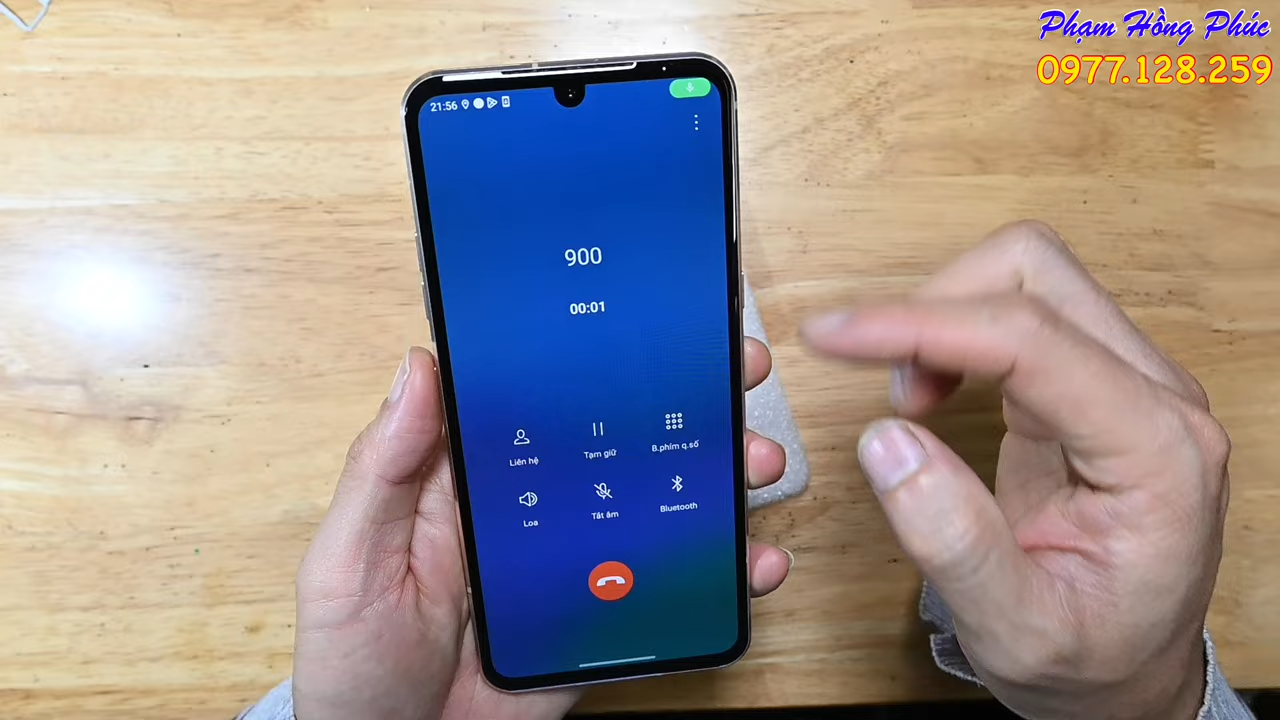 Phạm Hồng Phúc
0977.128.259
21:56
900
00:01
Liên hệ
Tạm giữ
B.phím q.số
Loa
Tắt âm
Bluetooth